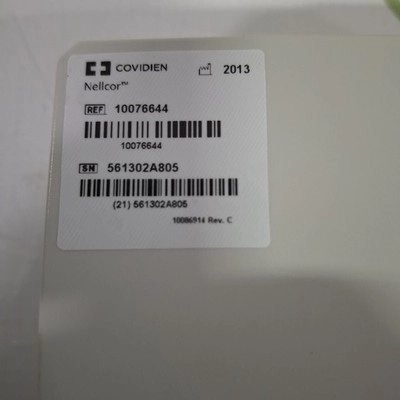 COVIDIEN 2013
Nellcor™
REF 10076644
10076644
SN 561302A805
(21) 561302A805
10086914 Rev. C